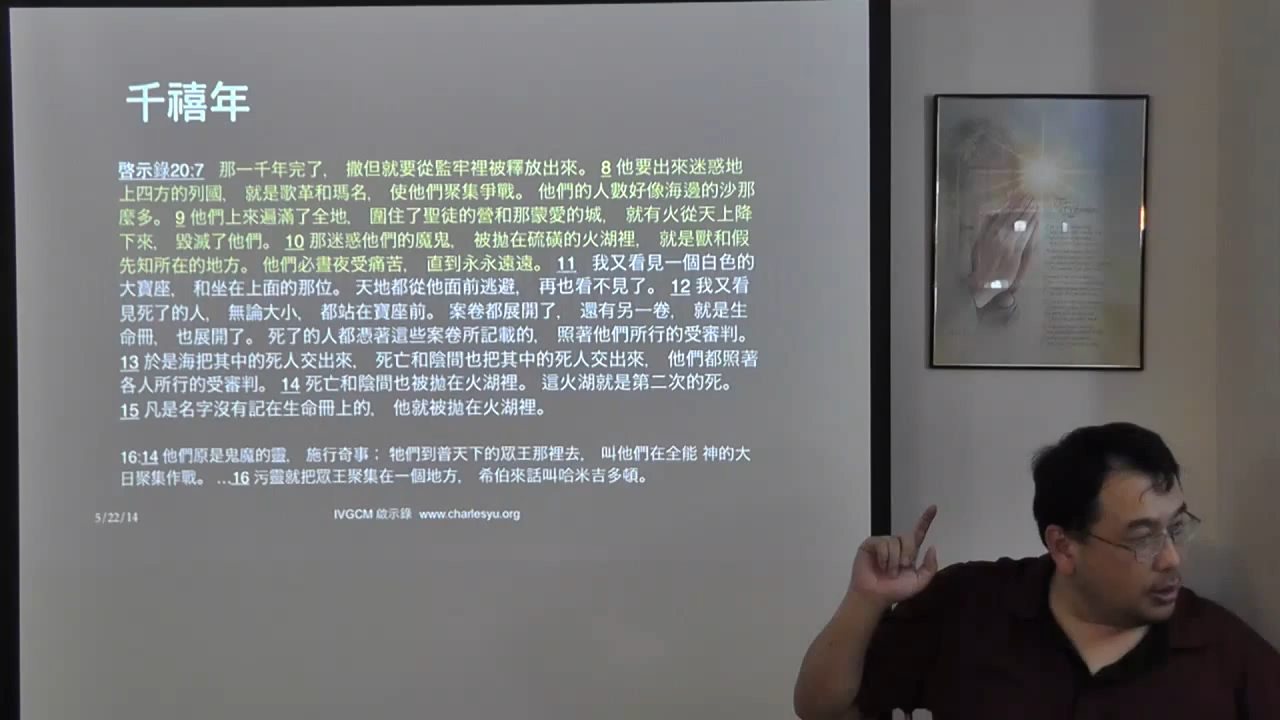 千禧年
啓示錄20:7 那一千年完了， 撒但就要從監牢裡被釋放出來。 8 他要出來迷惑地
上四方的列國， 就是歌革和瑪各， 使他們聚集爭戰。 他們的人數好像海邊的沙那
麼多。 9 他們上來遍滿了全地， 圍住了聖徒的營和那蒙愛的城， 就有火從天上降
下來， 毀滅了他們。 10 那迷惑他們的魔鬼， 被拋在硫磺的火湖裡， 就是獸和假
先知所在的地方。 他們必晝夜受痛苦， 直到永永遠遠。 11 我又看見一個白色的
大寶座， 和坐在上面的那位。 天地都從他面前逃避， 再也看不見了。 12 我又看
見死了的人， 無論大小， 都站在寶座前。 案卷都展開了， 還有另一卷， 就是生
命冊， 也展開了。 死了的人都憑著這些案卷所記載的， 照著他們所行的受審判。
13 於是海把其中的死人交出來， 死亡和陰間也把其中的死人交出來， 他們都照著
各人所行的受審判。 14 死亡和陰間也被拋在火湖裡。 這火湖就是第二次的死。
15 凡是名字沒有記在生命冊上的， 他就被拋在火湖裡。
16:14 他們原是鬼魔的靈， 施行奇事； 牠們到普天下的眾王那裡去， 叫他們在全能 神的大
日聚集作戰。 …16 污靈就把眾王聚集在一個地方， 希伯來話叫哈米吉多頓。
5/22/14 IVGCM 啟示錄 www.charlesyu.org